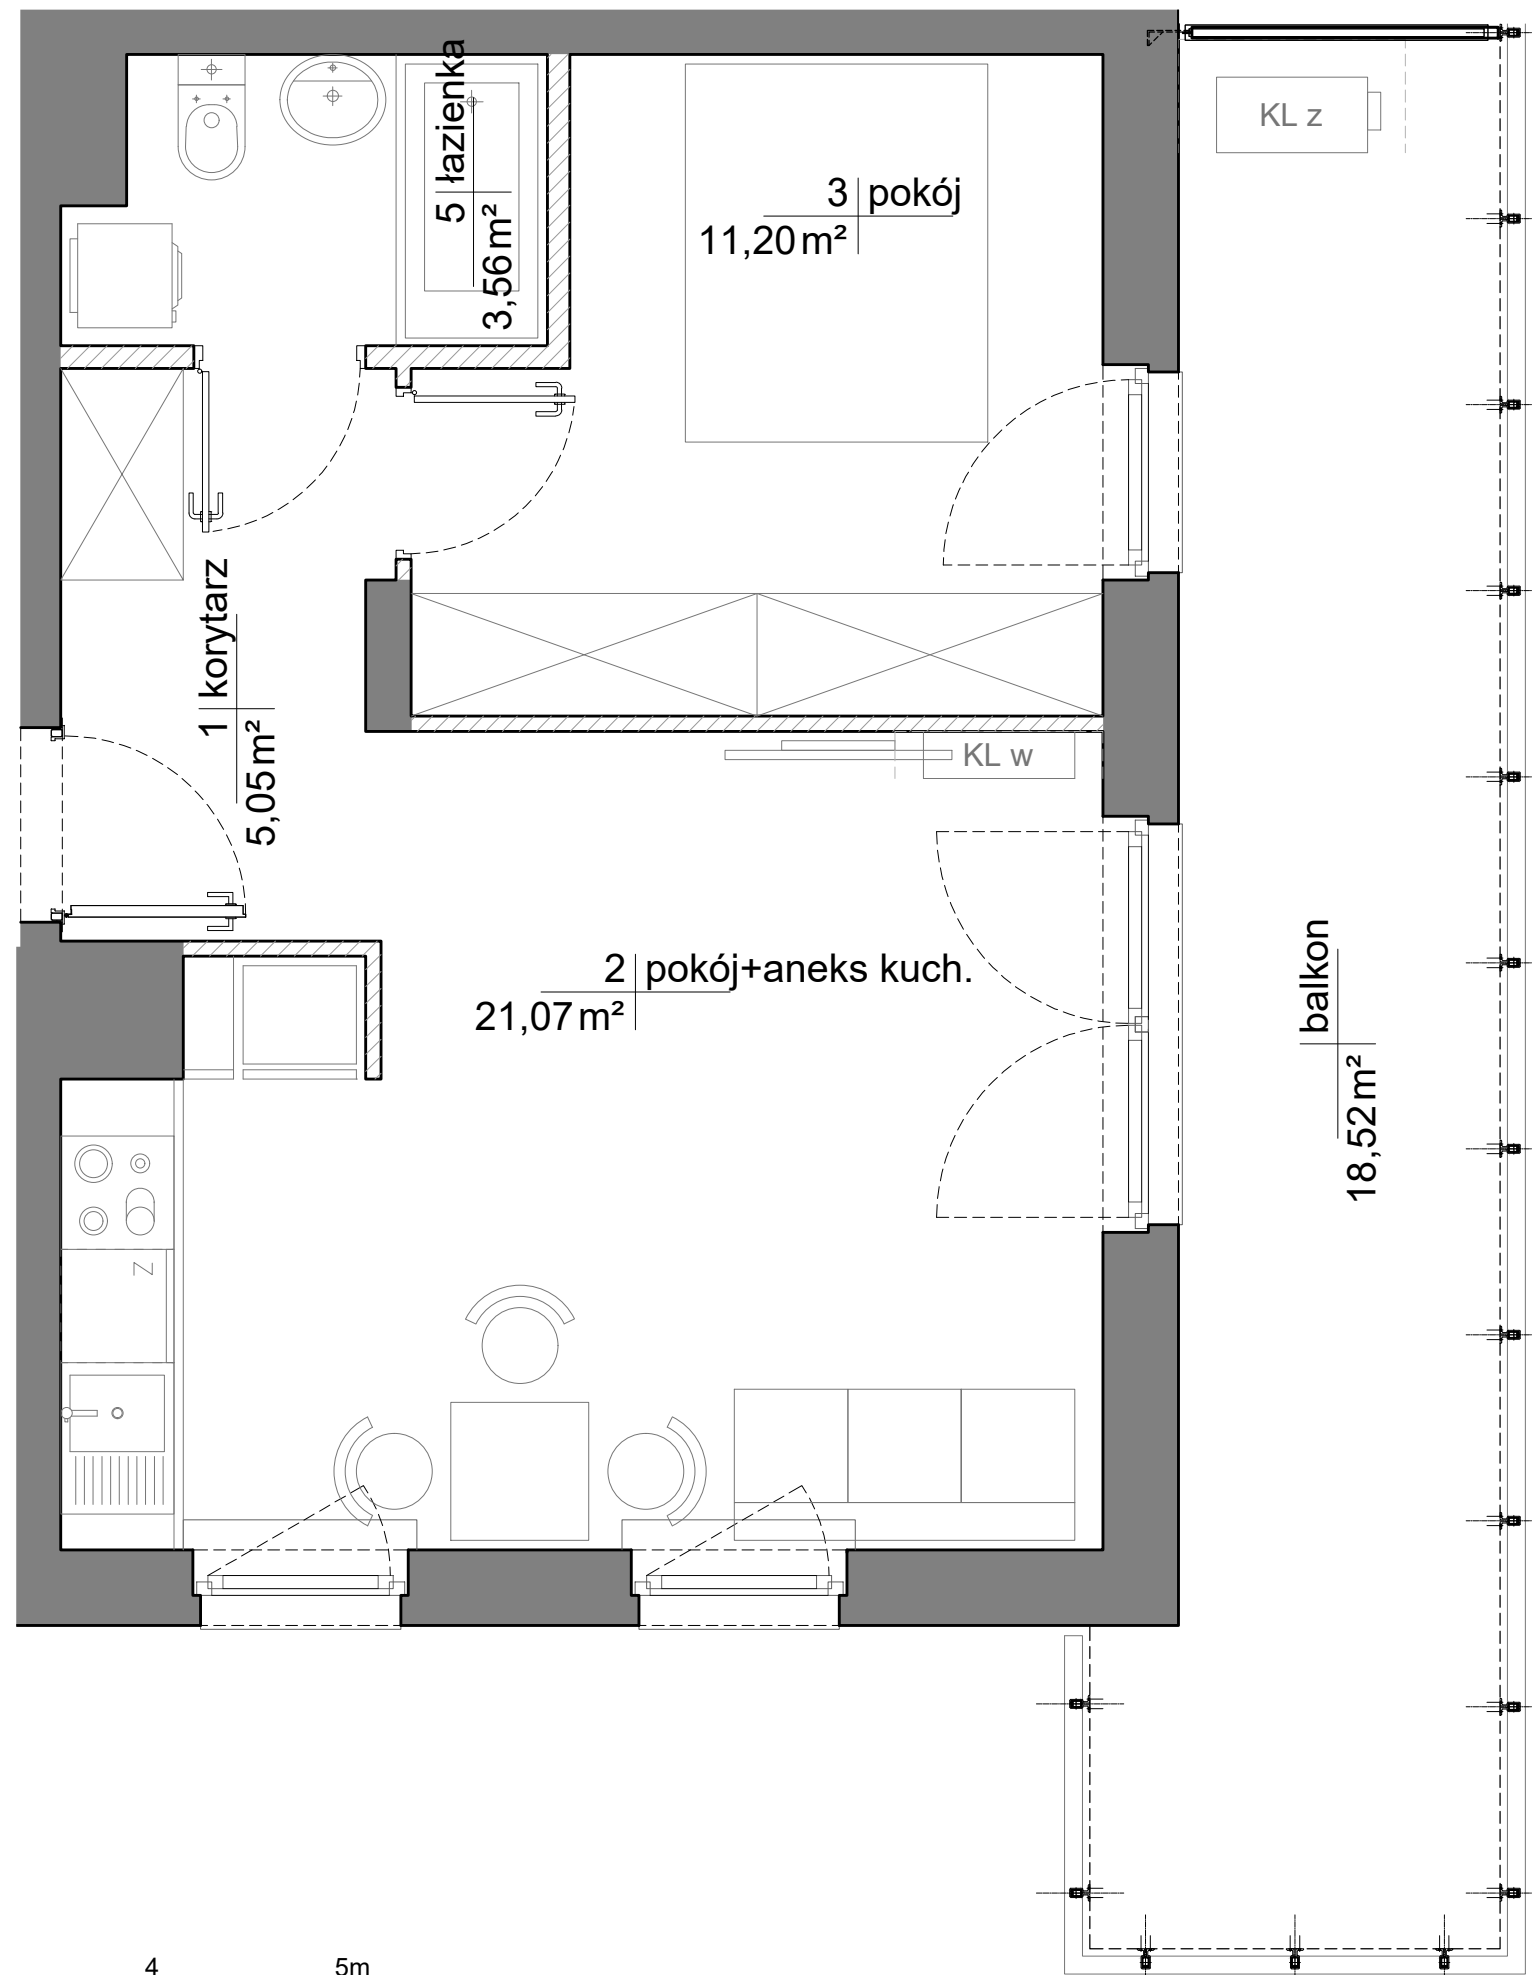 KL z
5 łazienka
3,56 m²
3 pokój
11,20 m²
1 korytarz
5,05 m²
KL w
2 pokój+aneks kuch.
21,07 m²
balkon
18,52 m²
Z
4 5m